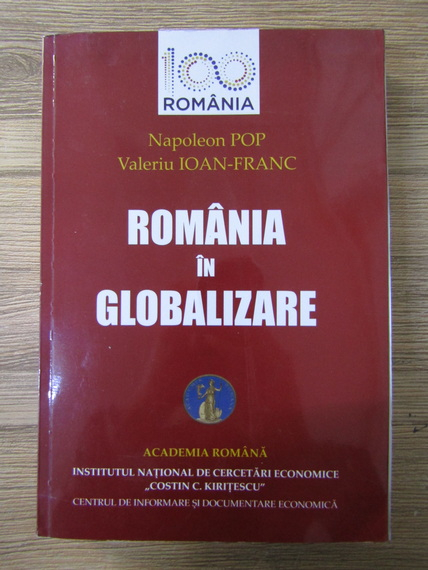 100
ROMÂNIA
Napoleon POP
Valeriu IOAN-FRANC
ROMÂNIA
ÎN
GLOBALIZARE
ACADEMIA ROMÂNĂ
INSTITUTUL NAȚIONAL DE CERCETĂRI ECONOMICE
„COSTIN C. KIRIȚESCU”
CENTRUL DE INFORMARE ȘI DOCUMENTARE ECONOMICĂ